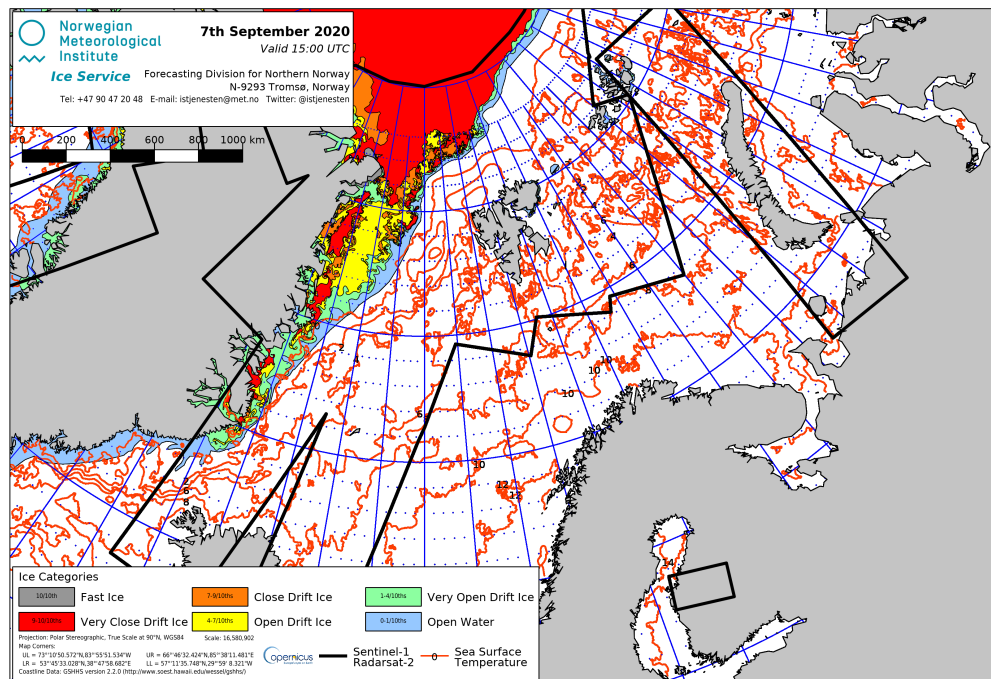 Norwegian
Meteorological
Institute
Ice Service
7th September 2020
Valid 15:00 UTC
Forecasting Division for Northern Norway
N-9293 Tromsø, Norway
Tel: +47 90 47 20 48 E-mail: istjenesten@met.no Twitter: @istjenesten
0 200 400 600 800 1000 km
2
4
6
8
10
10
10
6
8
2
6
8
10
12
12
14
Ice Categories
10/10th Fast Ice
7-9/10ths Close Drift Ice
1-4/10ths Very Open Drift Ice
9-10/10ths Very Close Drift Ice
4-7/10ths Open Drift Ice
0-1/10ths Open Water
Projection: Polar Stereographic, True Scale at 90°N, WGS84 Scale: 16,580,902
Map Corners:
UL = 73°10'50.572"N,83°55'51.534"W UR = 66°46'32.424"N,85°38'11.481"E
LR = 53°45'33.028"N,38°47'58.682"E LL = 57°11'35.748"N,29°59' 8.321"W
Coastline Data: GSHHS version 2.2.0 (http://www.soest.hawaii.edu/wessel/gshhs/)
opernicus
Sentinel-1
Radarsat-2
0 Sea Surface
Temperature